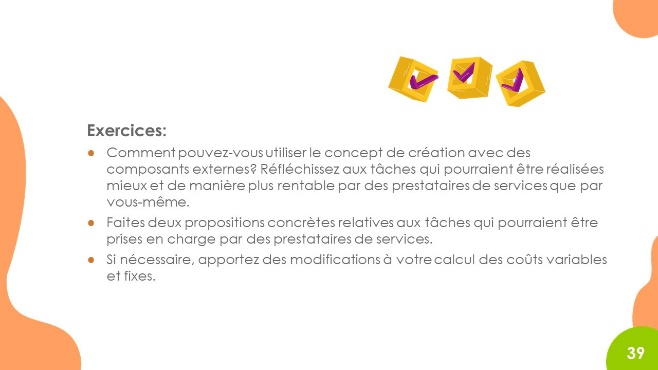 Exercices:
● Comment pouvez-vous utiliser le concept de création avec des
composants externes? Réfléchissez aux tâches qui pourraient être réalisées
mieux et de manière plus rentable par des prestataires de services que par
vous-même.
● Faites deux propositions concrètes relatives aux tâches qui pourraient être
prises en charge par des prestataires de services.
● Si nécessaire, apportez des modifications à votre calcul des coûts variables
et fixes.
39